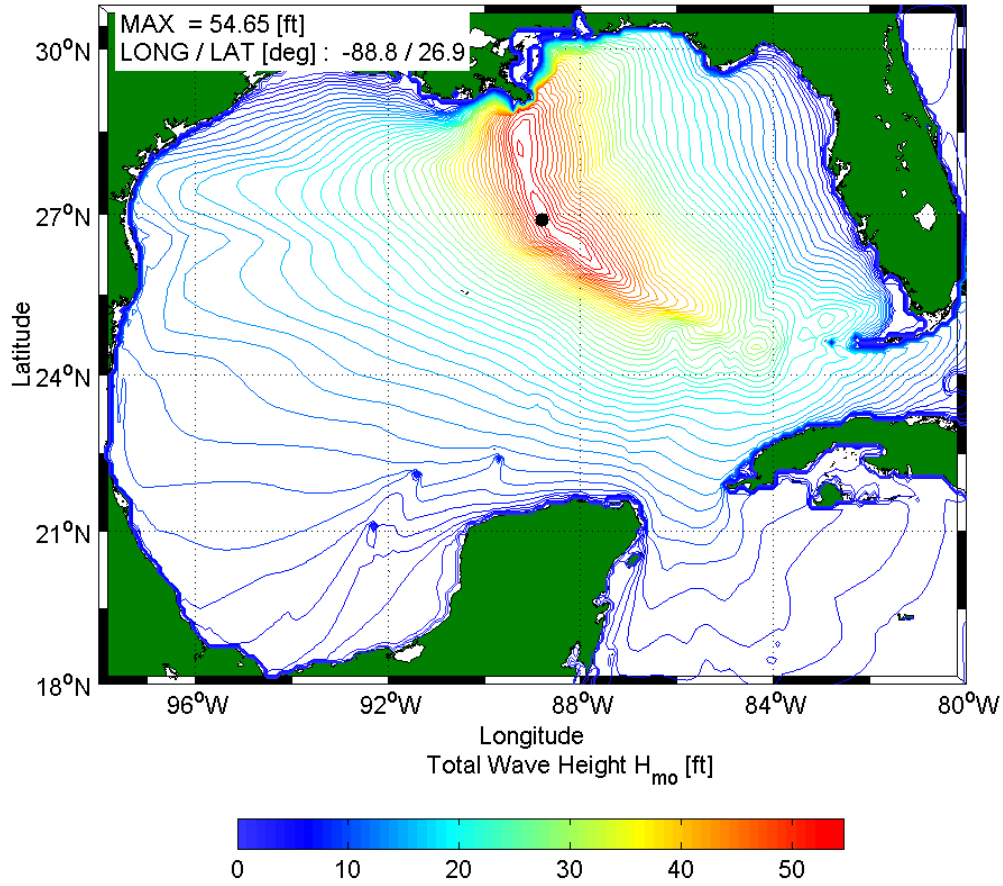 MAX = 54.65 [ft]
LONG / LAT [deg] : -88.8 / 26.9
30°N
27°N
24°N
21°N
18°N
Latitude
96°W 92°W 88°W 84°W 80°W
Longitude
Total Wave Height Hmo [ft]
0 10 20 30 40 50